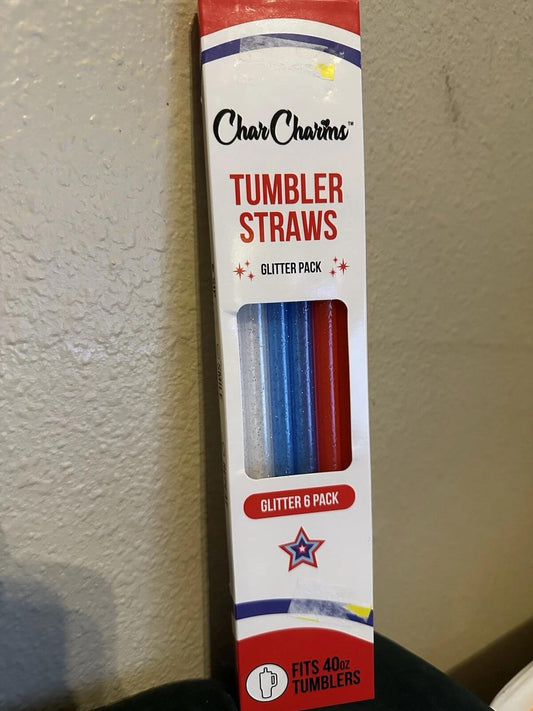 CharCharms™
TUMBLER
STRAWS
GLITTER PACK
GLITTER 6 PACK
FITS 40oz
TUMBLERS